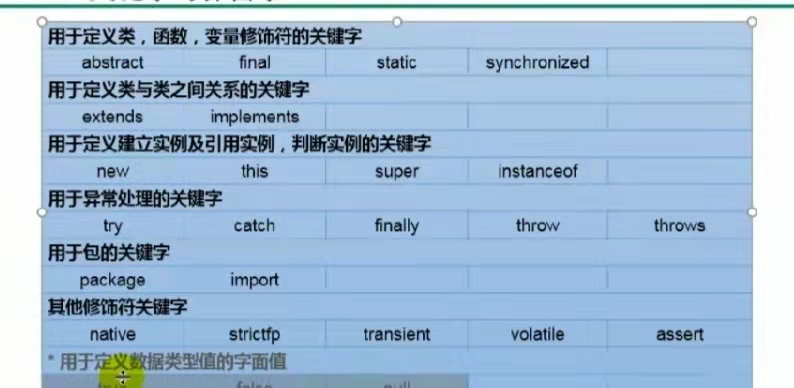 用于定义类，函数，变量修饰符的关键字
abstract final static synchronized
用于定义类与类之间关系的关键字
extends implements
用于定义建立实例及引用实例，判断实例的关键字
new this super instanceof
用于异常处理的关键字
try catch finally throw throws
用于包的关键字
package import
其他修饰符关键字
native strictfp transient volatile assert
* 用于定义数据类型值的字面值
false null